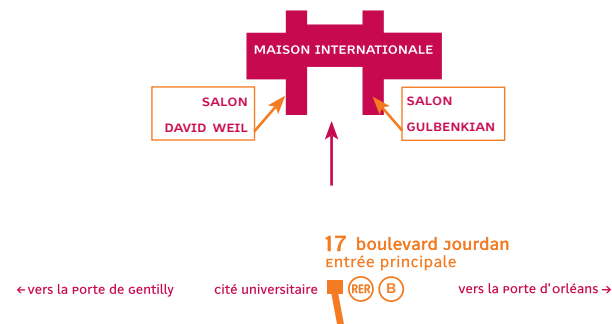 MAISON INTERNATIONALE
SALON
DAVID WEIL
SALON
GULBENKIAN
17 boulevard Jourdan
Entrée principale
← vers la Porte de Gentilly
cité universitaire
RER B
vers la Porte d'orléans →